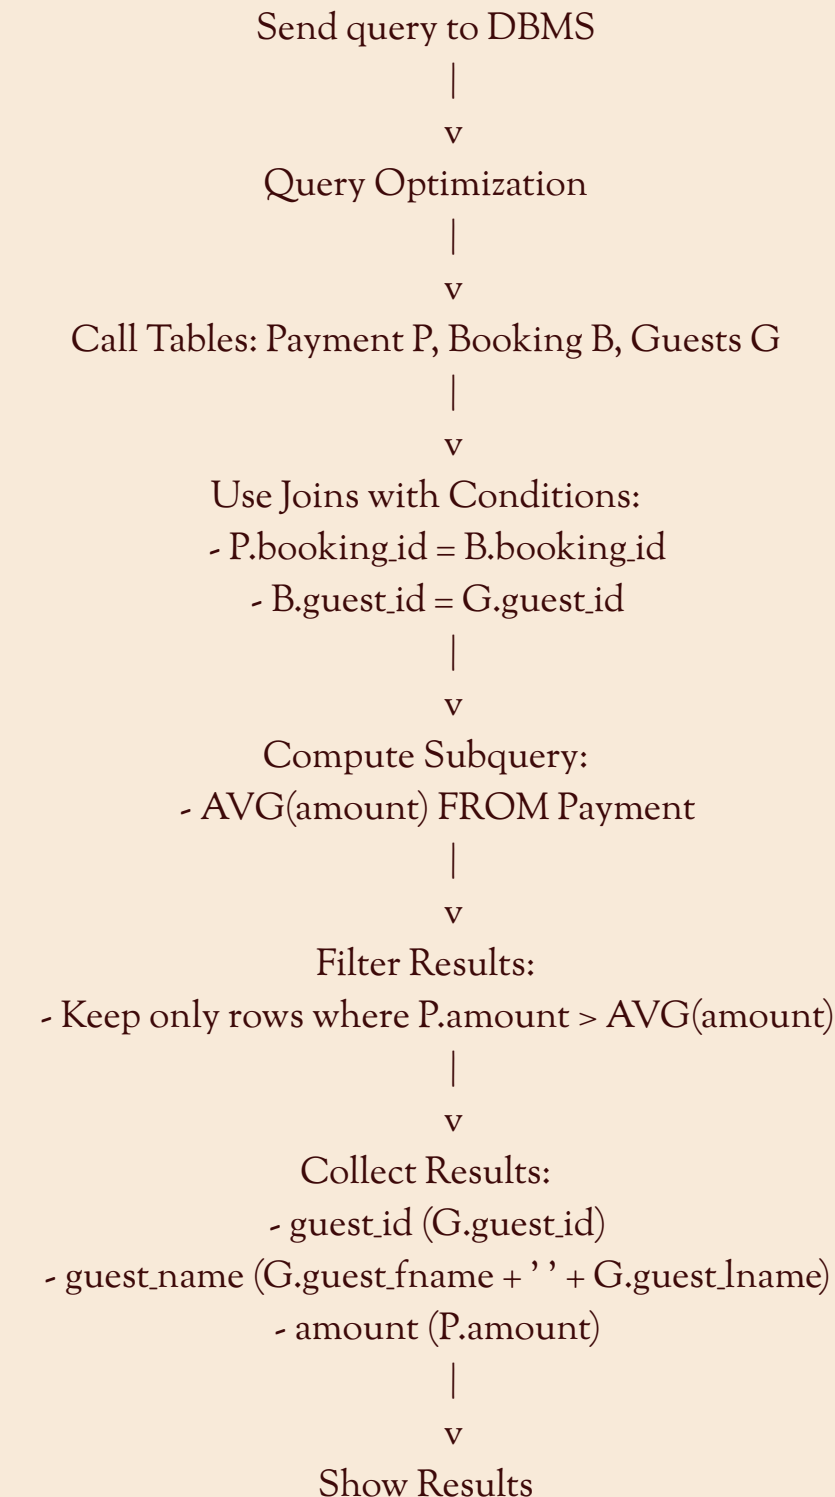 Send query to DBMS
|
v
Query Optimization
|
v
Call Tables: Payment P, Booking B, Guests G
|
v
Use Joins with Conditions:
- P.booking_id = B.booking_id
- B.guest_id = G.guest_id
|
v
Compute Subquery:
- AVG(amount) FROM Payment
|
v
Filter Results:
- Keep only rows where P.amount > AVG(amount)
|
v
Collect Results:
- guest_id (G.guest_id)
- guest_name (G.guest_fname + ’ ’ + G.guest_lname)
- amount (P.amount)
|
v
Show Results